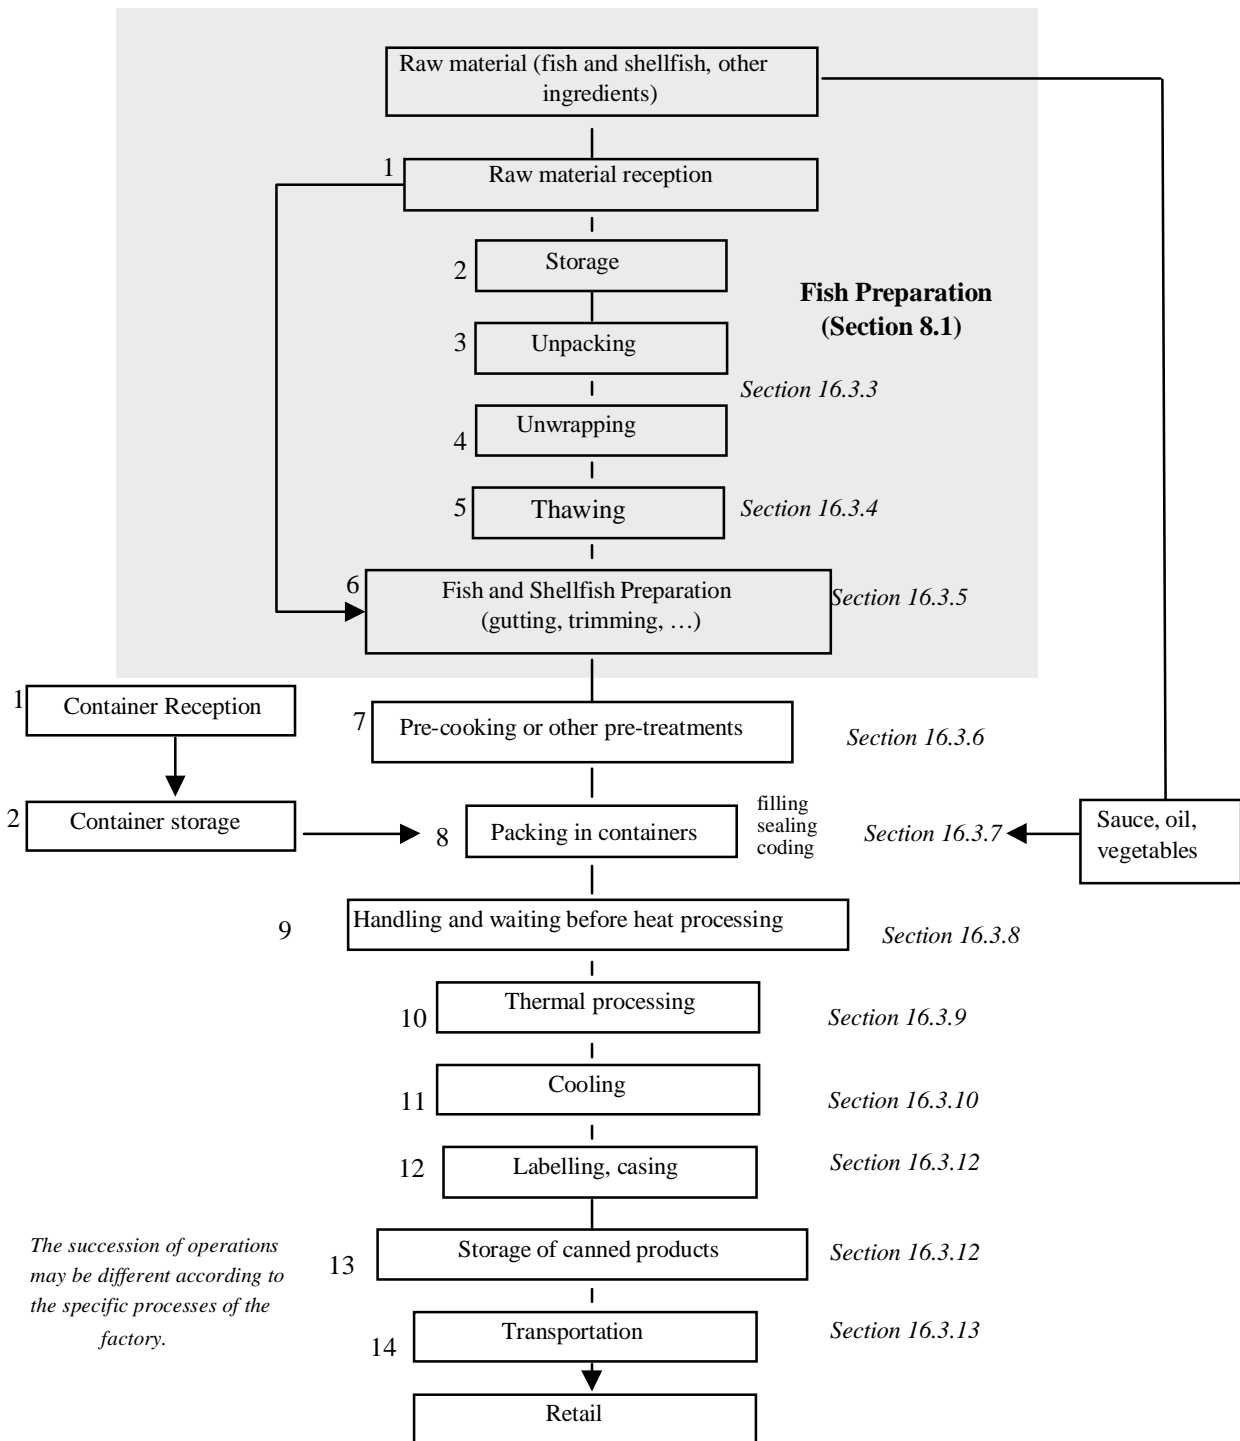 Raw material (fish and shellfish, other
ingredients)
1
Raw material reception
2
Storage
Fish Preparation
(Section 8.1)
3
Unpacking
Section 16.3.3
4
Unwrapping
5
Thawing
Section 16.3.4
6
Fish and Shellfish Preparation
(gutting, trimming, …)
Section 16.3.5
1
Container Reception
7
Pre-cooking or other pre-treatments
Section 16.3.6
2
Container storage
8
Packing in containers
filling
sealing
coding
Section 16.3.7
Sauce, oil,
vegetables
9
Handling and waiting before heat processing
Section 16.3.8
10
Thermal processing
Section 16.3.9
11
Cooling
Section 16.3.10
12
Labelling, casing
Section 16.3.12
13
Storage of canned products
Section 16.3.12
The succession of operations
may be different according to
the specific processes of the
factory.
14
Transportation
Section 16.3.13
Retail